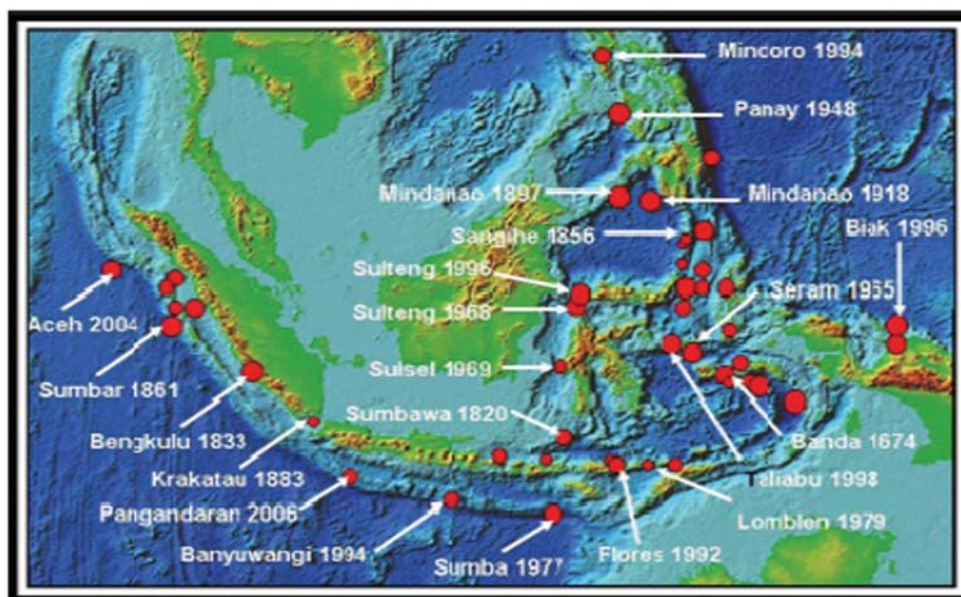 Mincoro 1994
Panay 1948
Mindanao 1897
Mindanao 1918
Biak 1996
Sangihe 1856
Sulteng 1996
Seram 1965
Aceh 2004
Sulteng 1968
Sumbar 1861
Sulsel 1969
Sumbawa 1820
Bengkulu 1833
Banda 1674
Krakatau 1883
Taliabu 1998
Pangandaran 2006
Lomblen 1979
Banyuwangi 1994
Flores 1992
Sumba 1977